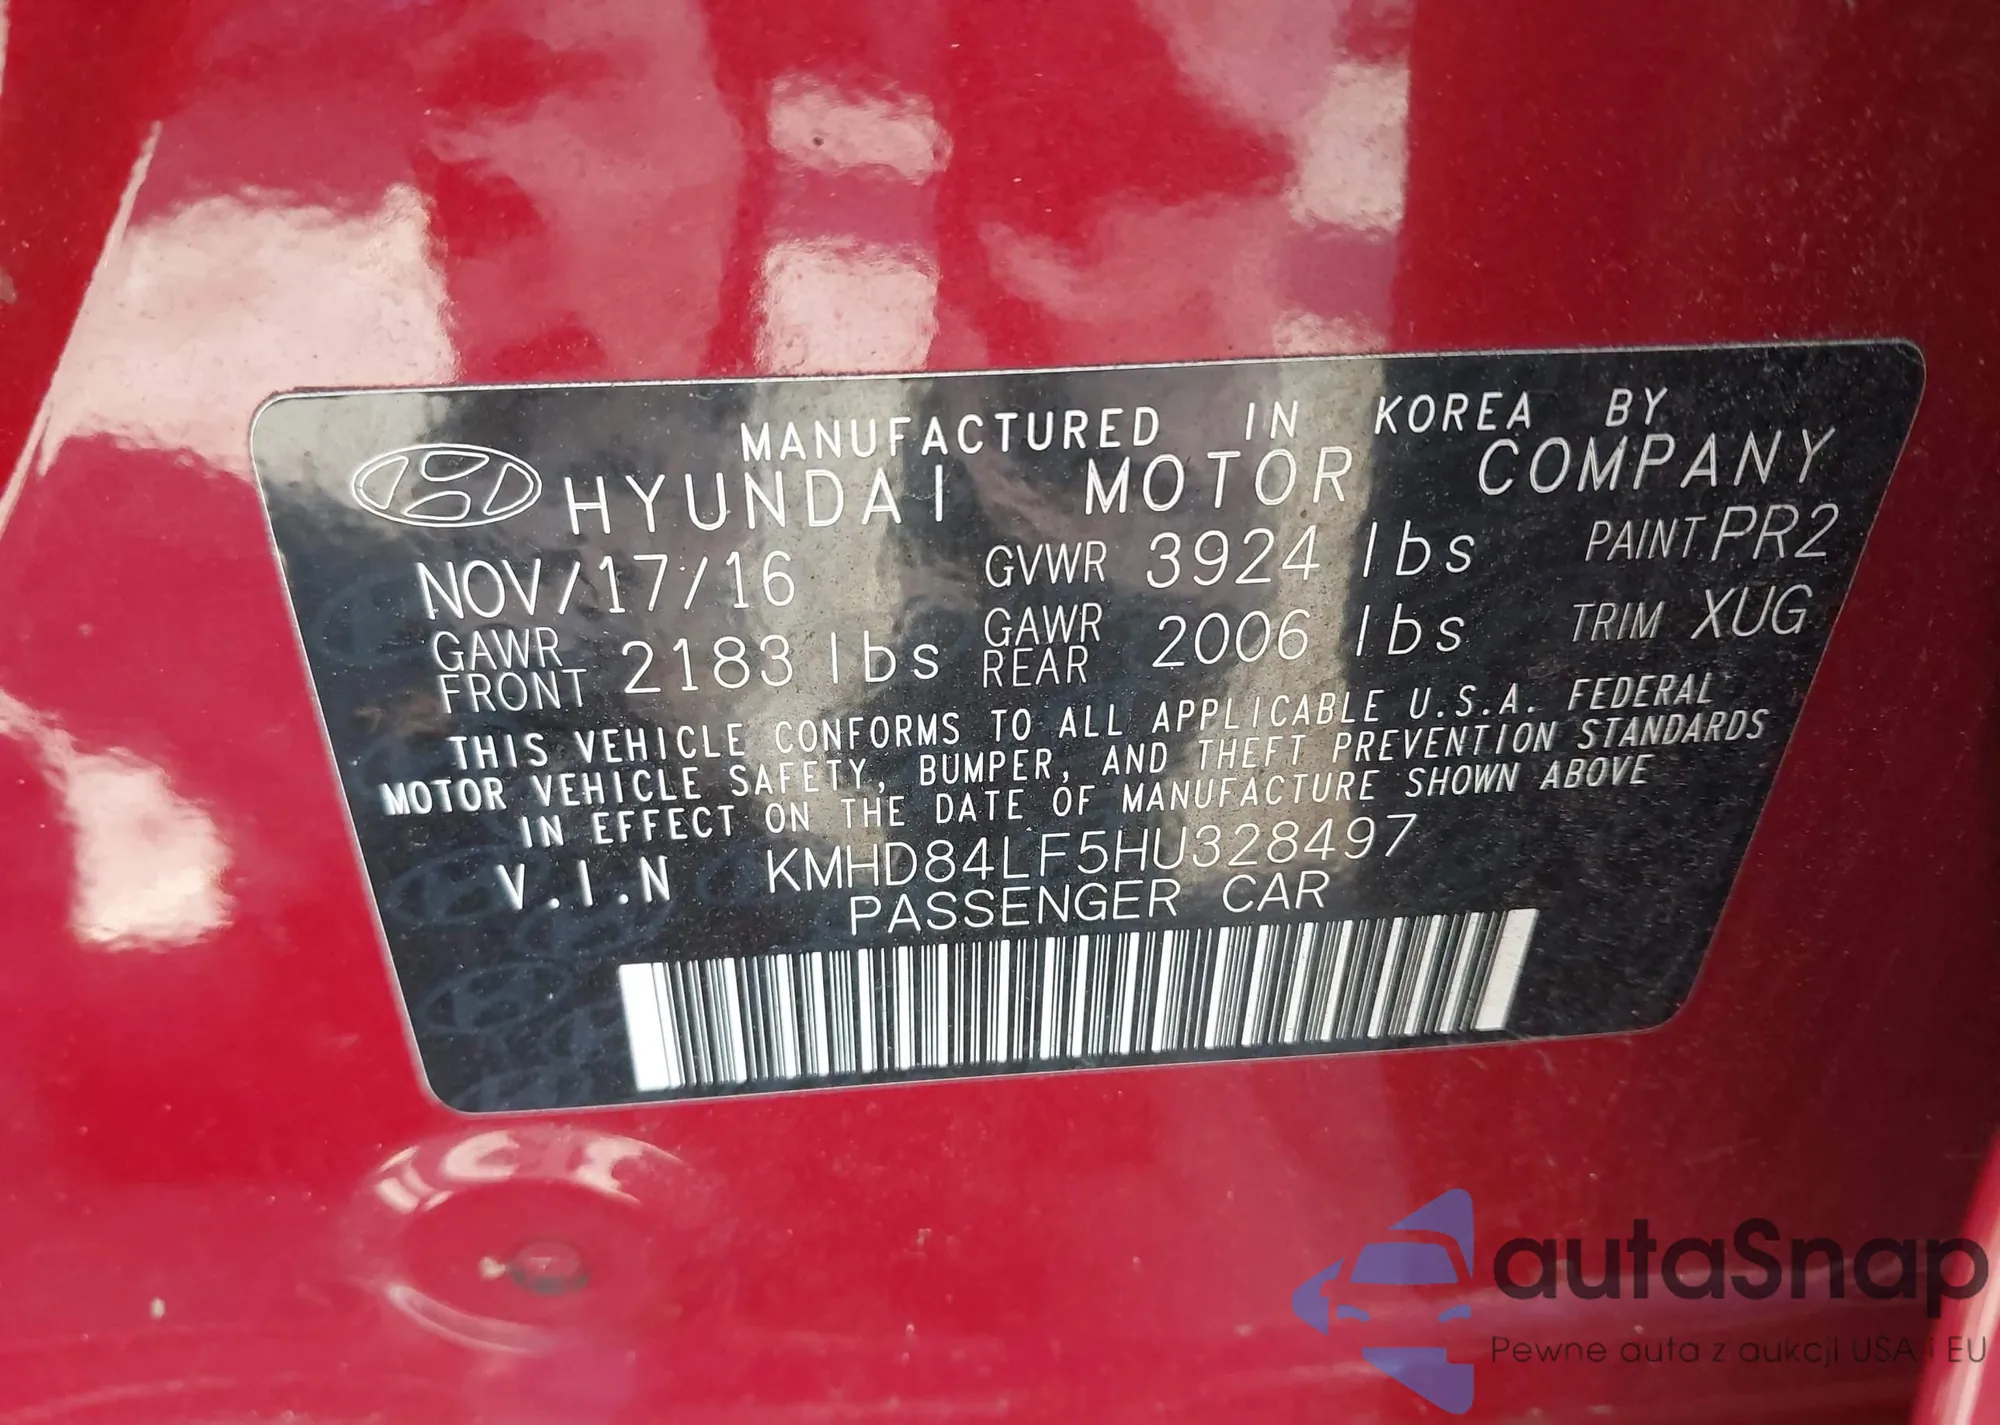 MANUFACTURED IN KOREA BY
HYUNDAI MOTOR COMPANY
NOV/17/16 GVWR 3924 lbs PAINT PR2
GAWR FRONT 2183 lbs GAWR REAR 2006 lbs TRIM XUG
THIS VEHICLE CONFORMS TO ALL APPLICABLE U.S.A. FEDERAL
MOTOR VEHICLE SAFETY, BUMPER, AND THEFT PREVENTION STANDARDS
IN EFFECT ON THE DATE OF MANUFACTURE SHOWN ABOVE
V.I.N KMHD84LF5HU328497
PASSENGER CAR
autaSnap
Pewne auta z aukcji USA i EU